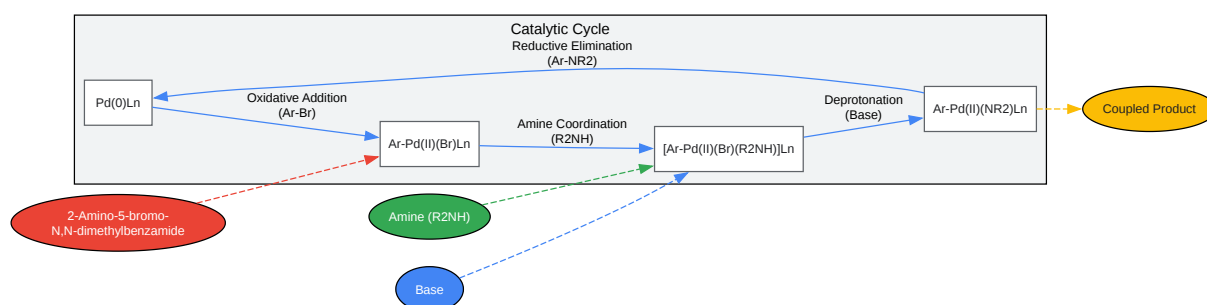 Catalytic Cycle
Reductive Elimination
(Ar-NR2)
Pd(0)Ln
Oxidative Addition
(Ar-Br)
Ar-Pd(II)(Br)Ln
Amine Coordination
(R2NH)
[Ar-Pd(II)(Br)(R2NH)]Ln
Deprotonation
(Base)
Ar-Pd(II)(NR2)Ln
Coupled Product
2-Amino-5-bromo-
N,N-dimethylbenzamide
Amine (R2NH)
Base